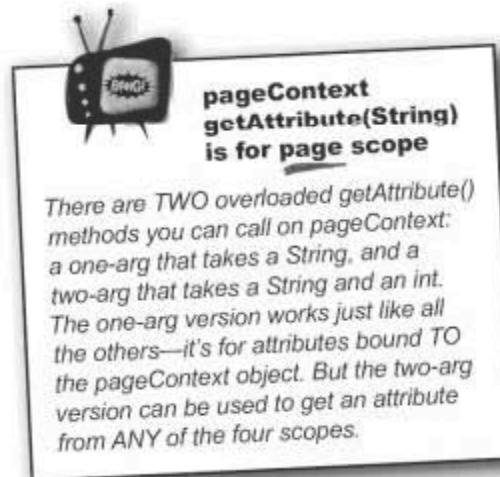 BANG!
pageContext
getAttribute(String)
is for page scope
There are TWO overloaded getAttribute()
methods you can call on pageContext:
a one-arg that takes a String, and a
two-arg that takes a String and an int.
The one-arg version works just like all
the others—it's for attributes bound TO
the pageContext object. But the two-arg
version can be used to get an attribute
from ANY of the four scopes.